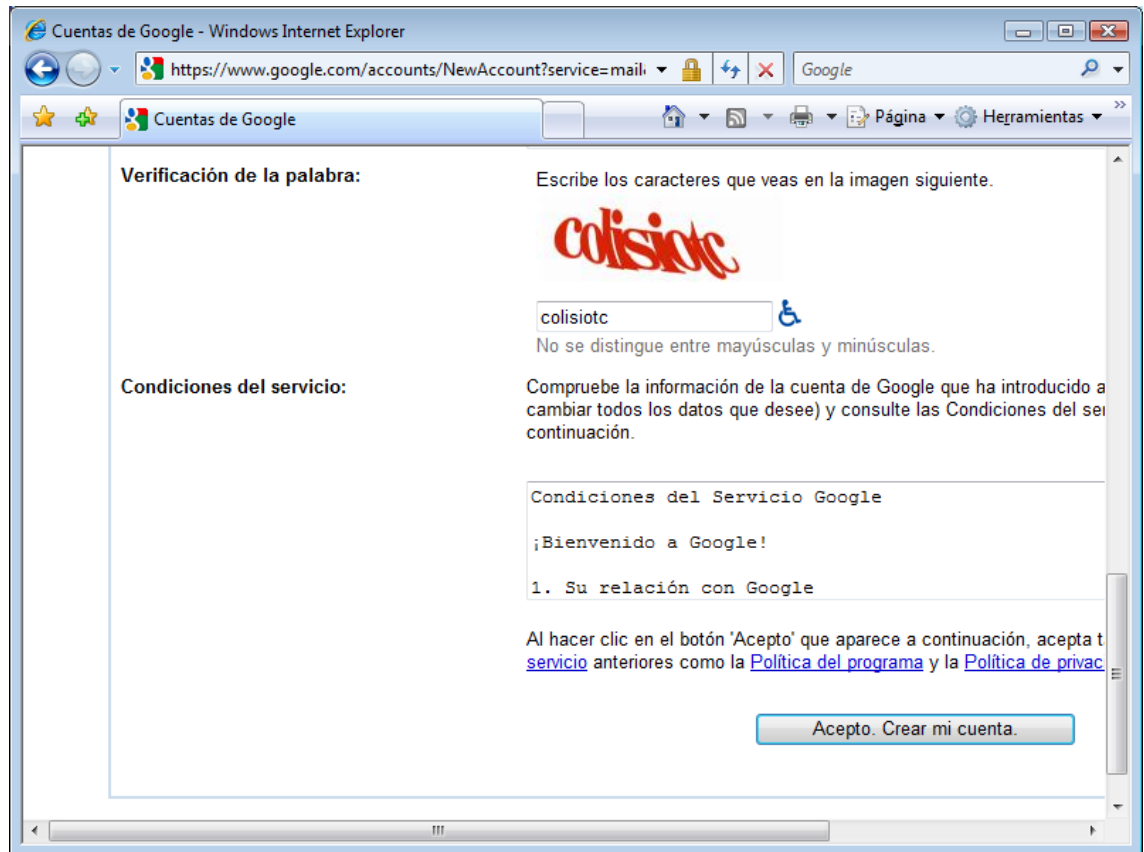 Cuentas de Google - Windows Internet Explorer
https://www.google.com/accounts/NewAccount?service=mail
Google
Cuentas de Google
Página
Herramientas
Verificación de la palabra:
Escribe los caracteres que veas en la imagen siguiente.
colisiotc
colisiotc
No se distingue entre mayúsculas y minúsculas.
Condiciones del servicio:
Compruebe la información de la cuenta de Google que ha introducido a
cambiar todos los datos que desee) y consulte las Condiciones del ser
continuación.
Condiciones del Servicio Google
¡Bienvenido a Google!
1. Su relación con Google
Al hacer clic en el botón 'Acepto' que aparece a continuación, acepta t
servicio anteriores como la Política del programa y la Política de privac
Acepto. Crear mi cuenta.